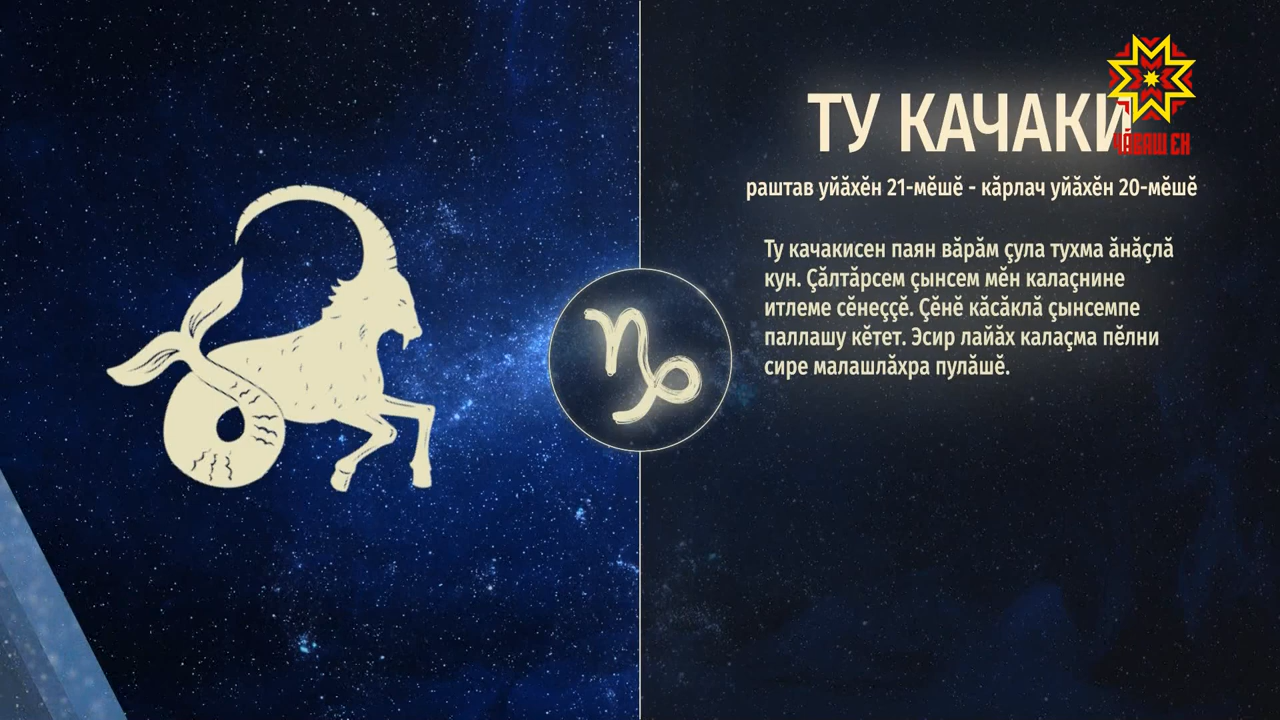 ТУ КАЧАКИ
ЧӐВАШ ЕН
раштав уйӑхӗн 21-мӗшӗ - кӑрлач уйӑхӗн 20-мӗшӗ
Ту качакисен паян вӑрӑм ҫула тухма ӑнӑҫлӑ
кун. Ҫӑлтӑрсем ҫынсем мӗн калаҫнине
итлеме сӗнеҫҫӗ. Ҫӗнӗ кӑсӑклӑ ҫынсемпе
паллашу кӗтет. Эсир лайӑх калаҫма пӗлни
сире малашлӑхра пулӑшӗ.